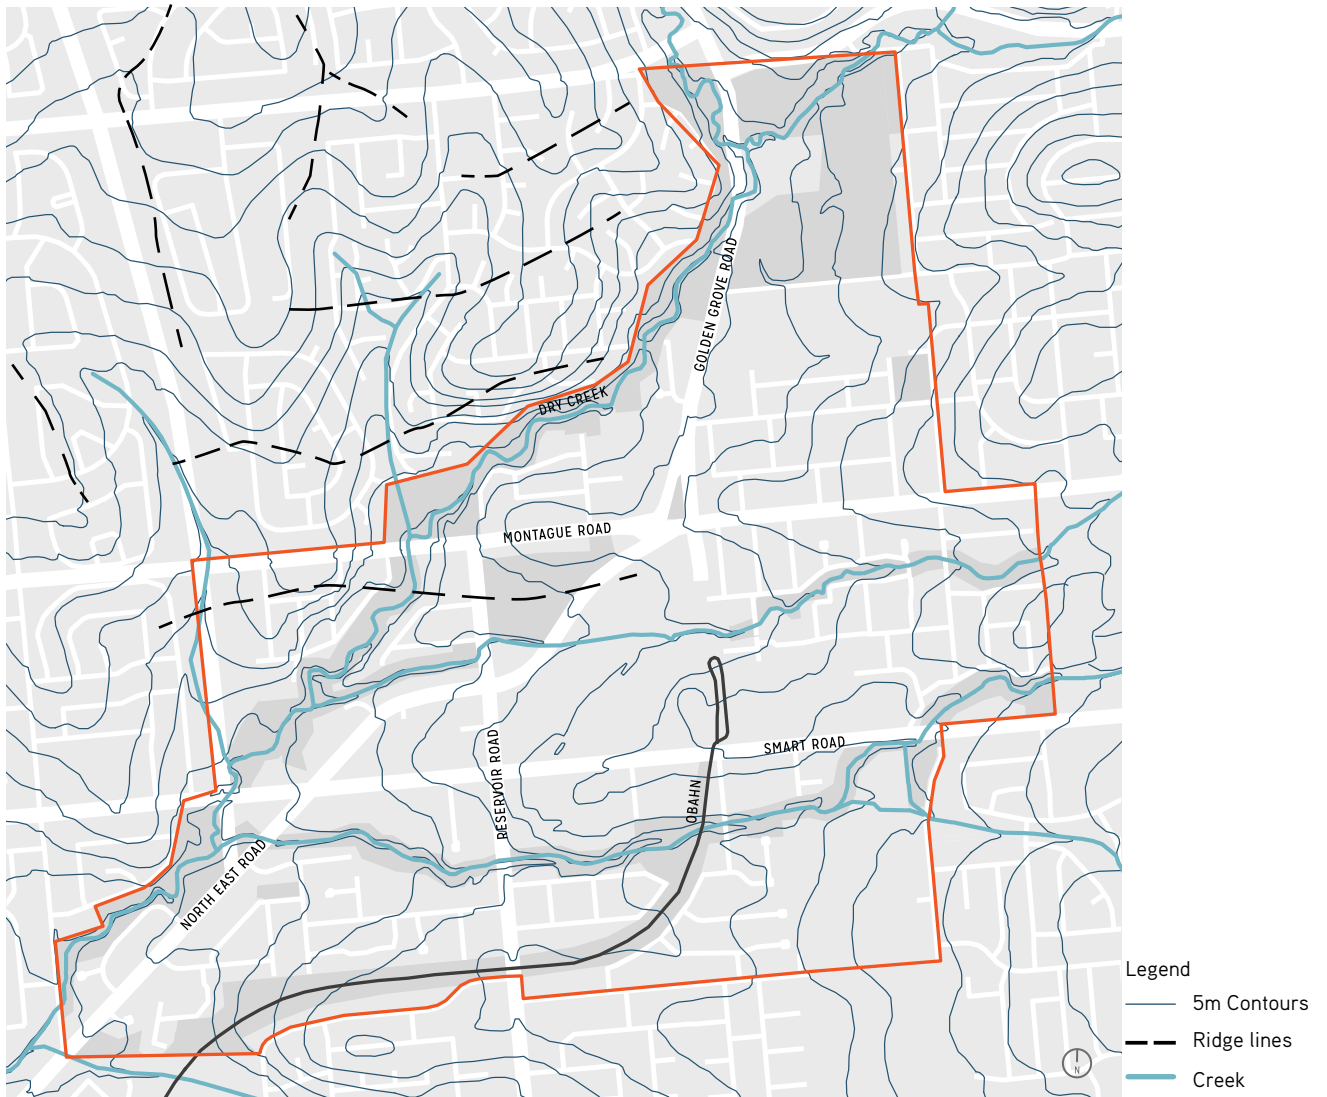 GOLDEN GROVE ROAD
DRY CREEK
MONTAGUE ROAD
SMART ROAD
RESERVOIR ROAD
OBAHN
NORTH EAST ROAD
Legend
5m Contours
Ridge lines
Creek
N